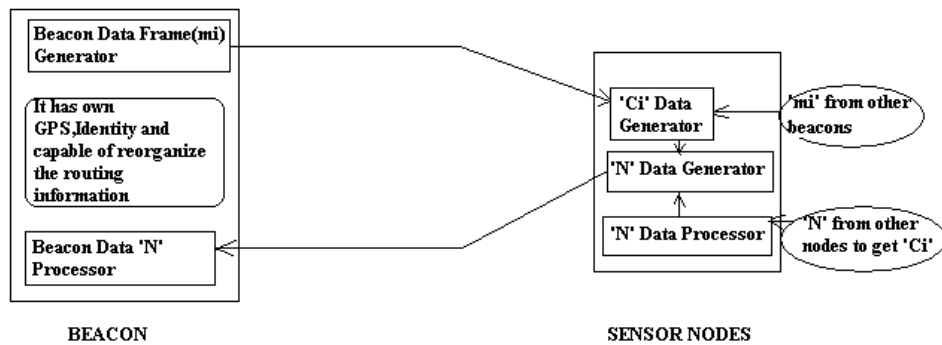 Beacon Data Frame(mi)
Generator
It has own
GPS,Identity and
capable of reorganize
the routing
information
Beacon Data 'N'
Processor
BEACON
'Ci' Data
Generator
'N' Data Generator
'N' Data Processor
'mi' from other
beacons
'N' from other
nodes to get 'Ci'
SENSOR NODES